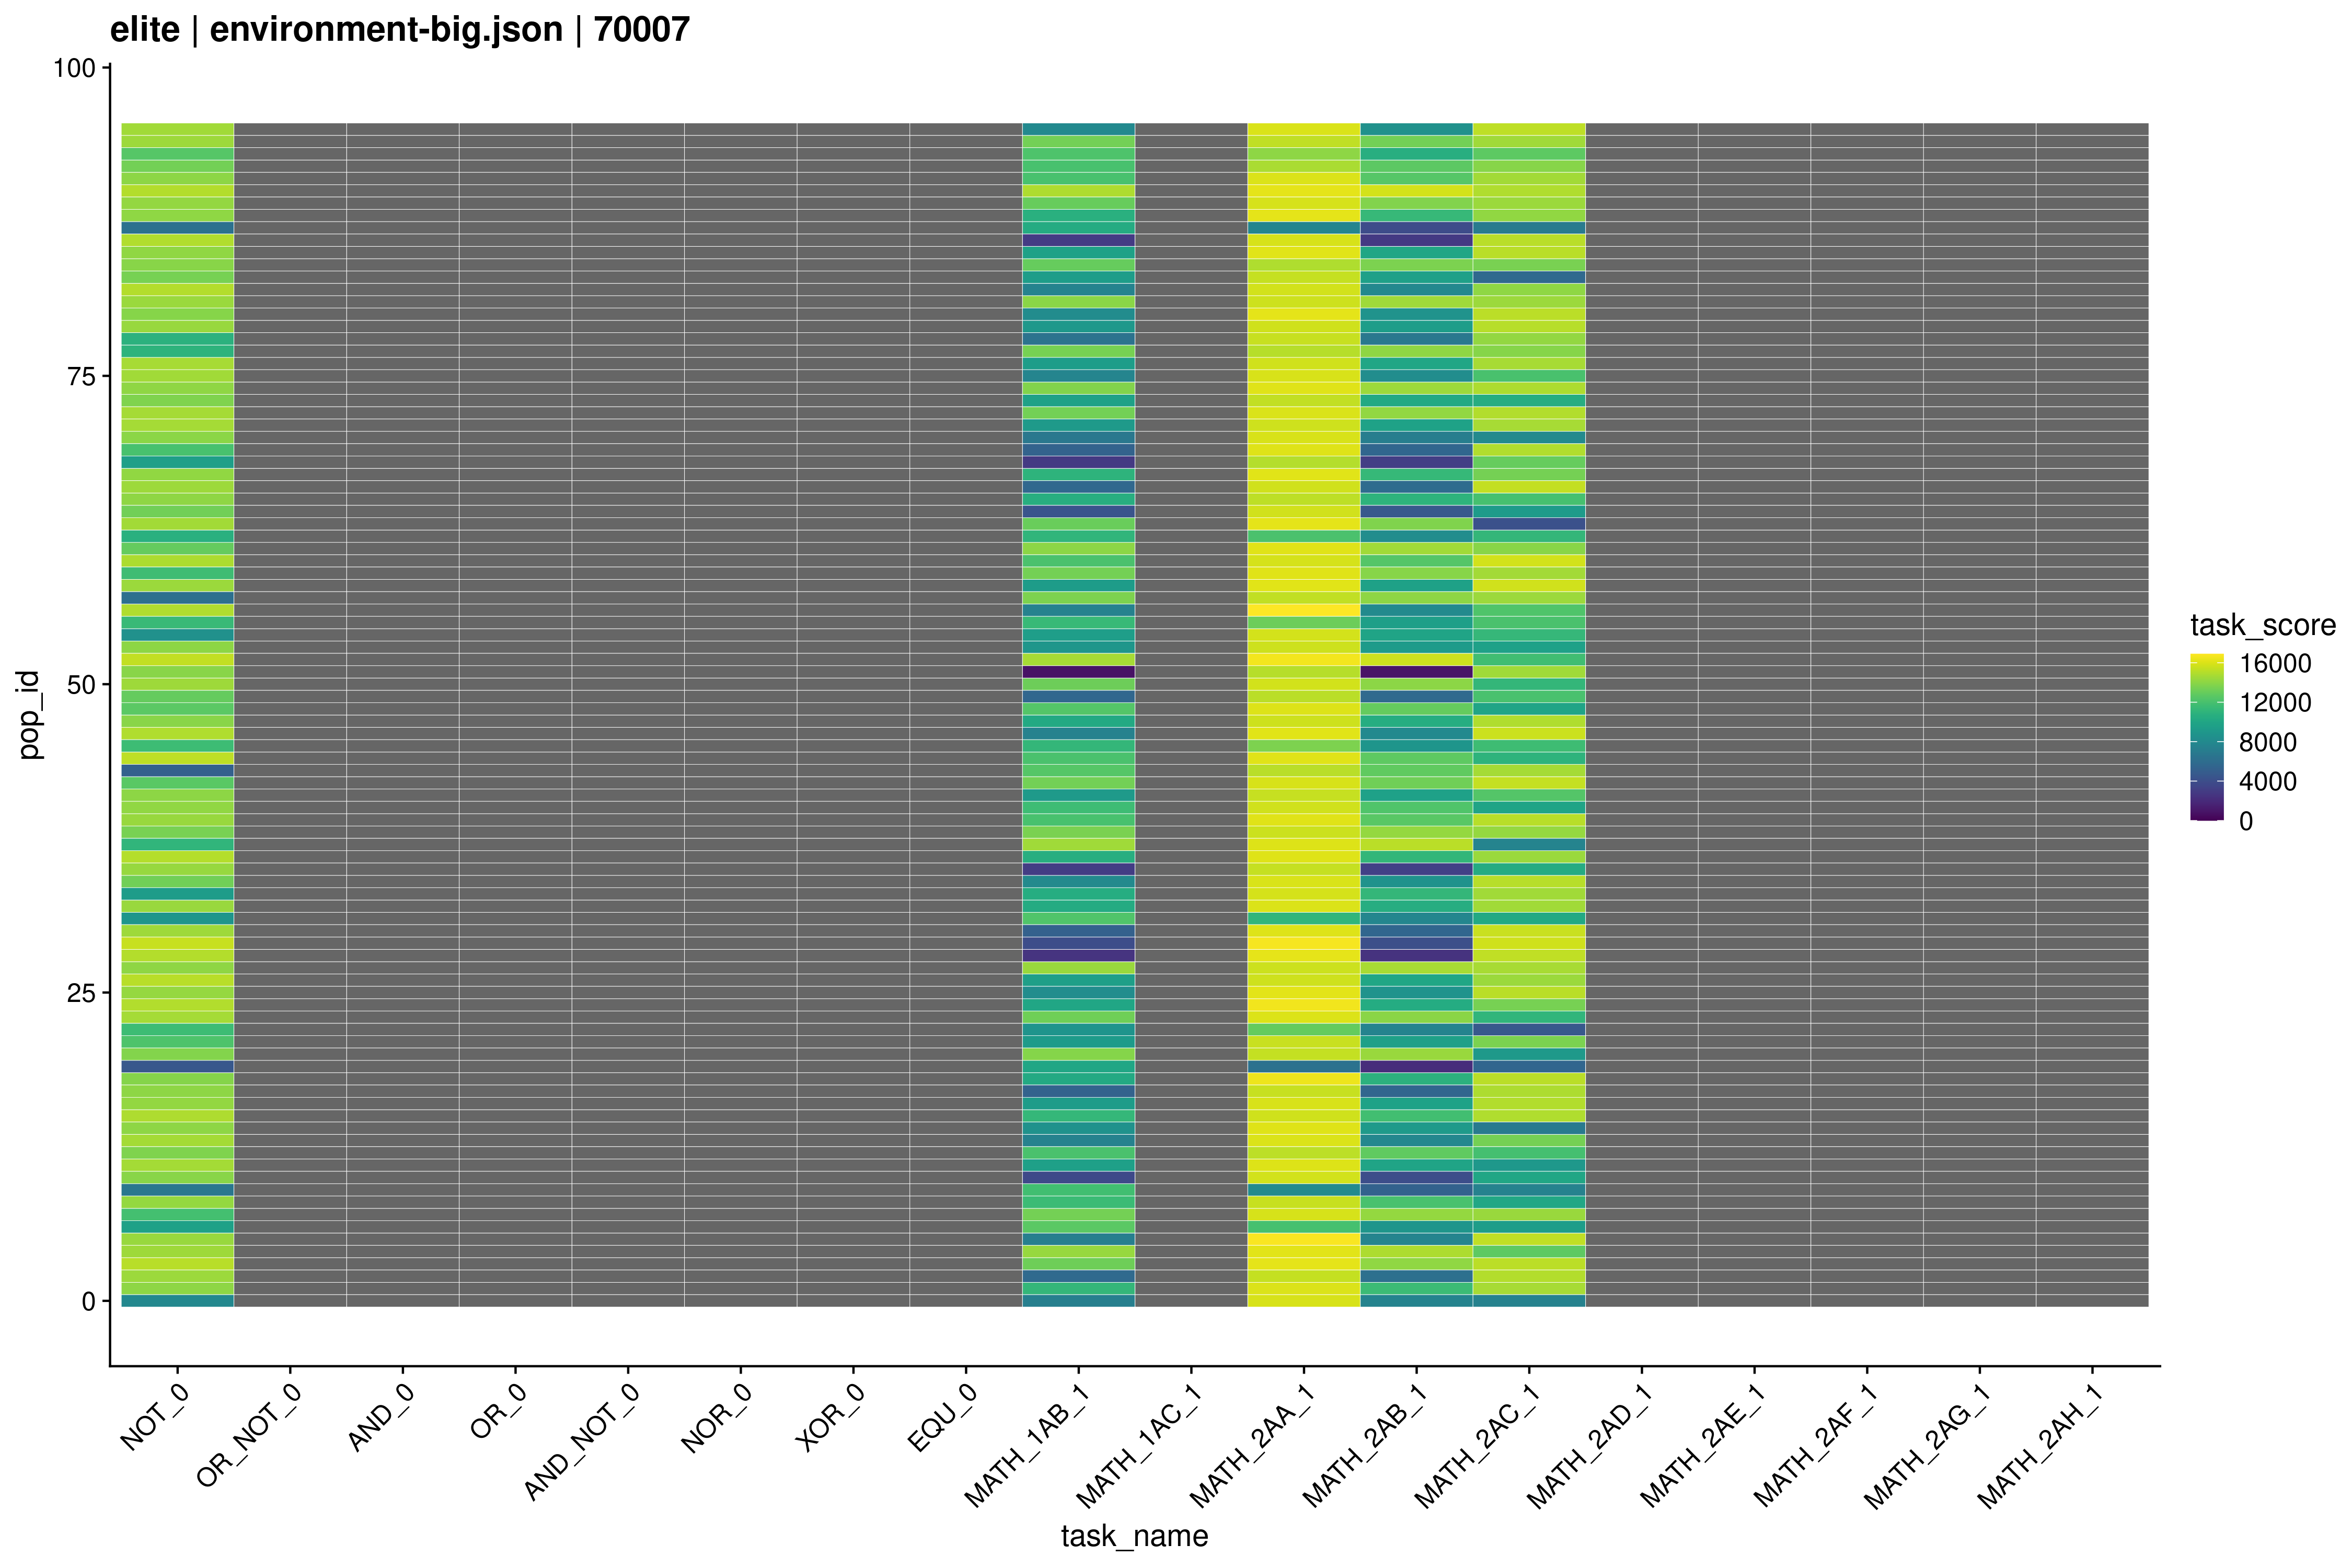 elite | environment-big.json | 70007
100
75
50
25
0
pop_id
NOT_0
OR_NOT_0
AND_0
OR_0
AND_NOT_0
NOR_0
XOR_0
EQU_0
MATH_1AB_1
MATH_1AC_1
MATH_2AA_1
MATH_2AB_1
MATH_2AC_1
MATH_2AD_1
MATH_2AE_1
MATH_2AF_1
MATH_2AG_1
MATH_2AH_1
task_name
task_score
16000
12000
8000
4000
0